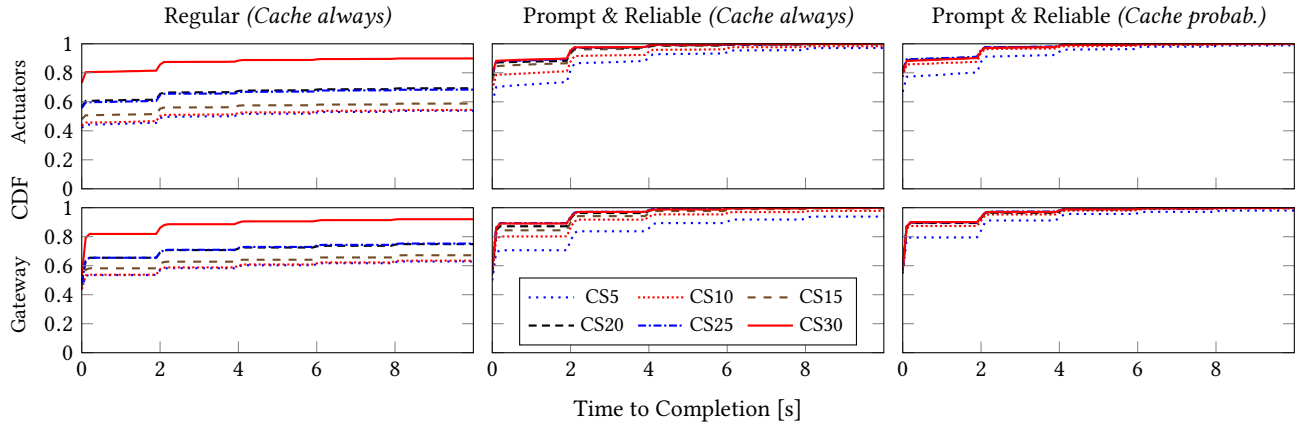 Regular (Cache always)
Prompt & Reliable (Cache always)
Prompt & Reliable (Cache probab.)
CDF
Actuators
1
0.8
0.6
0.4
0.2
0
Gateway
1
0.8
0.6
0.4
0.2
0
CS5 CS10 CS15
CS20 CS25 CS30
0 2 4 6 8
0 2 4 6 8
0 2 4 6 8
Time to Completion [s]